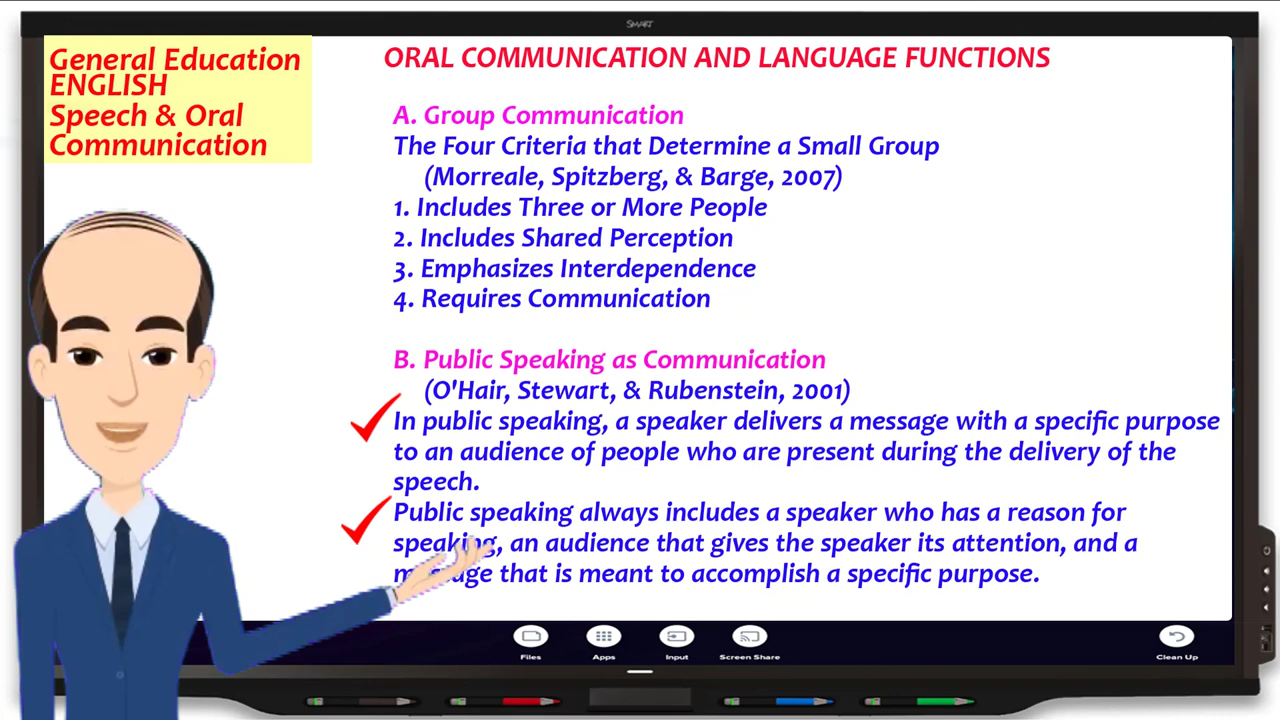 SMART
General Education
ENGLISH
Speech & Oral
Communication
ORAL COMMUNICATION AND LANGUAGE FUNCTIONS
A. Group Communication
The Four Criteria that Determine a Small Group
(Morreale, Spitzberg, & Barge, 2007)
1. Includes Three or More People
2. Includes Shared Perception
3. Emphasizes Interdependence
4. Requires Communication
B. Public Speaking as Communication
(O'Hair, Stewart, & Rubenstein, 2001)
In public speaking, a speaker delivers a message with a specific purpose
to an audience of people who are present during the delivery of the
speech.
Public speaking always includes a speaker who has a reason for
speaking, an audience that gives the speaker its attention, and a
message that is meant to accomplish a specific purpose.
Files
Apps
Input
Screen Share
Clean Up